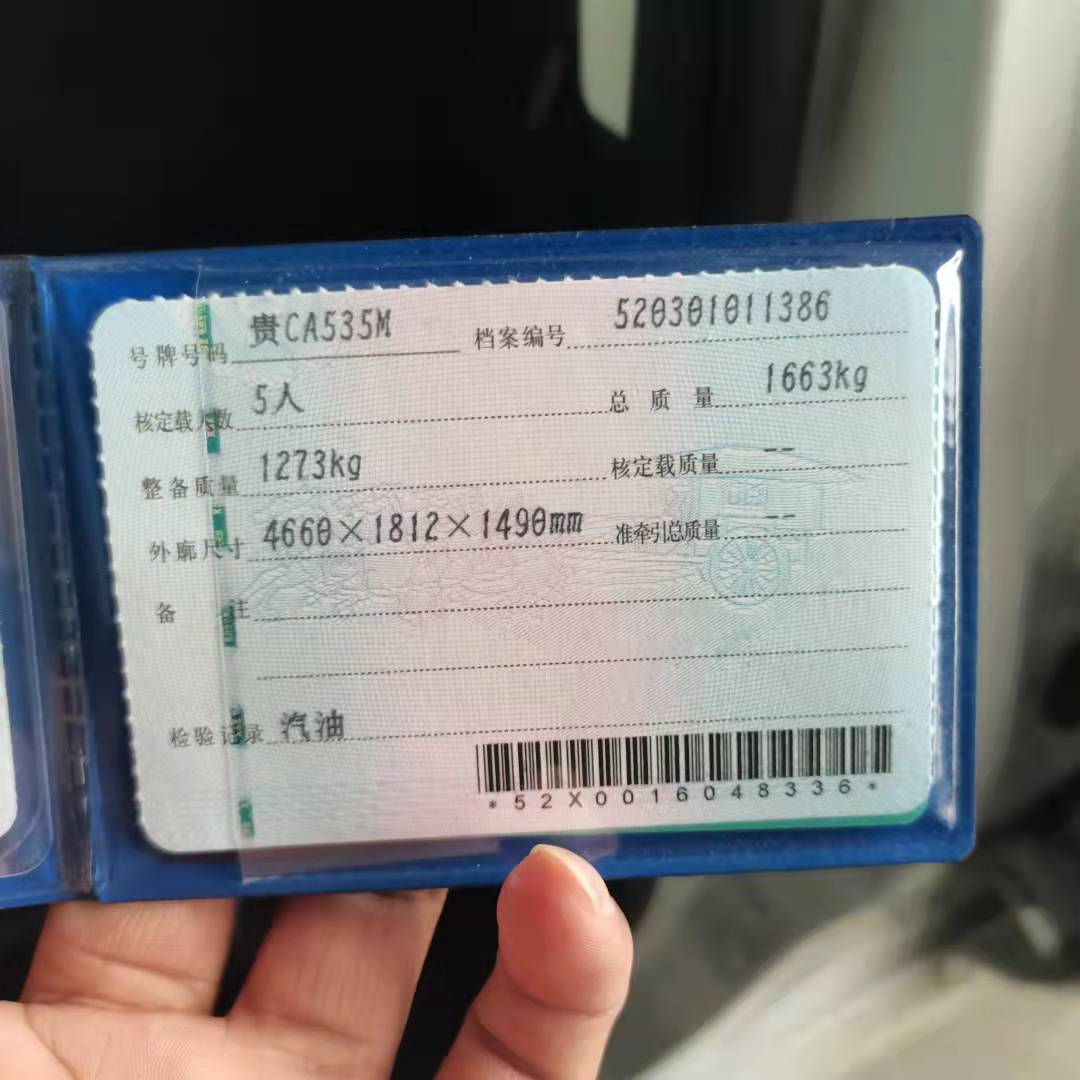 号牌号码 贵CA535M 档案编号 520301011386
核定载人数 5人 总质量 1663kg
整备质量 1273kg 核定载质量 --
外廓尺寸 4660×1812×1490mm 准牵引总质量 --
备注
检验记录 汽油
*52X0016048336*